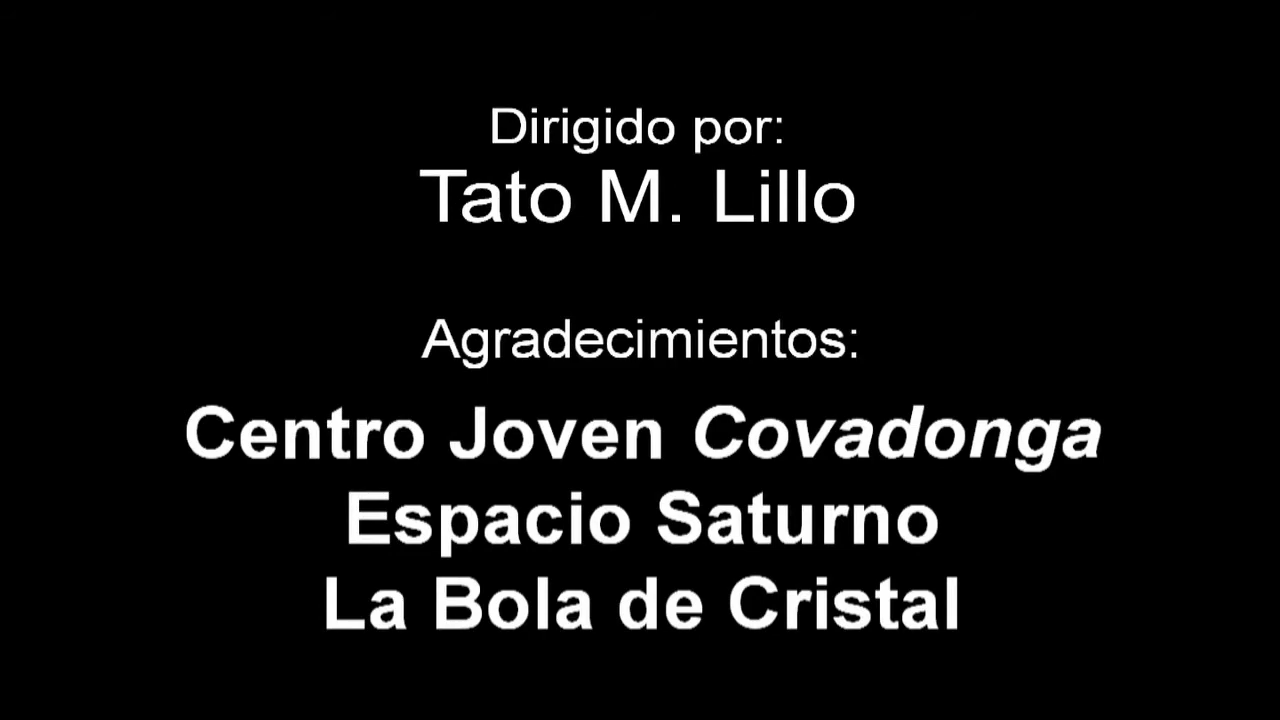 Dirigido por:
Tato M. Lillo
Agradecimientos:
Centro Joven Covadonga
Espacio Saturno
La Bola de Cristal